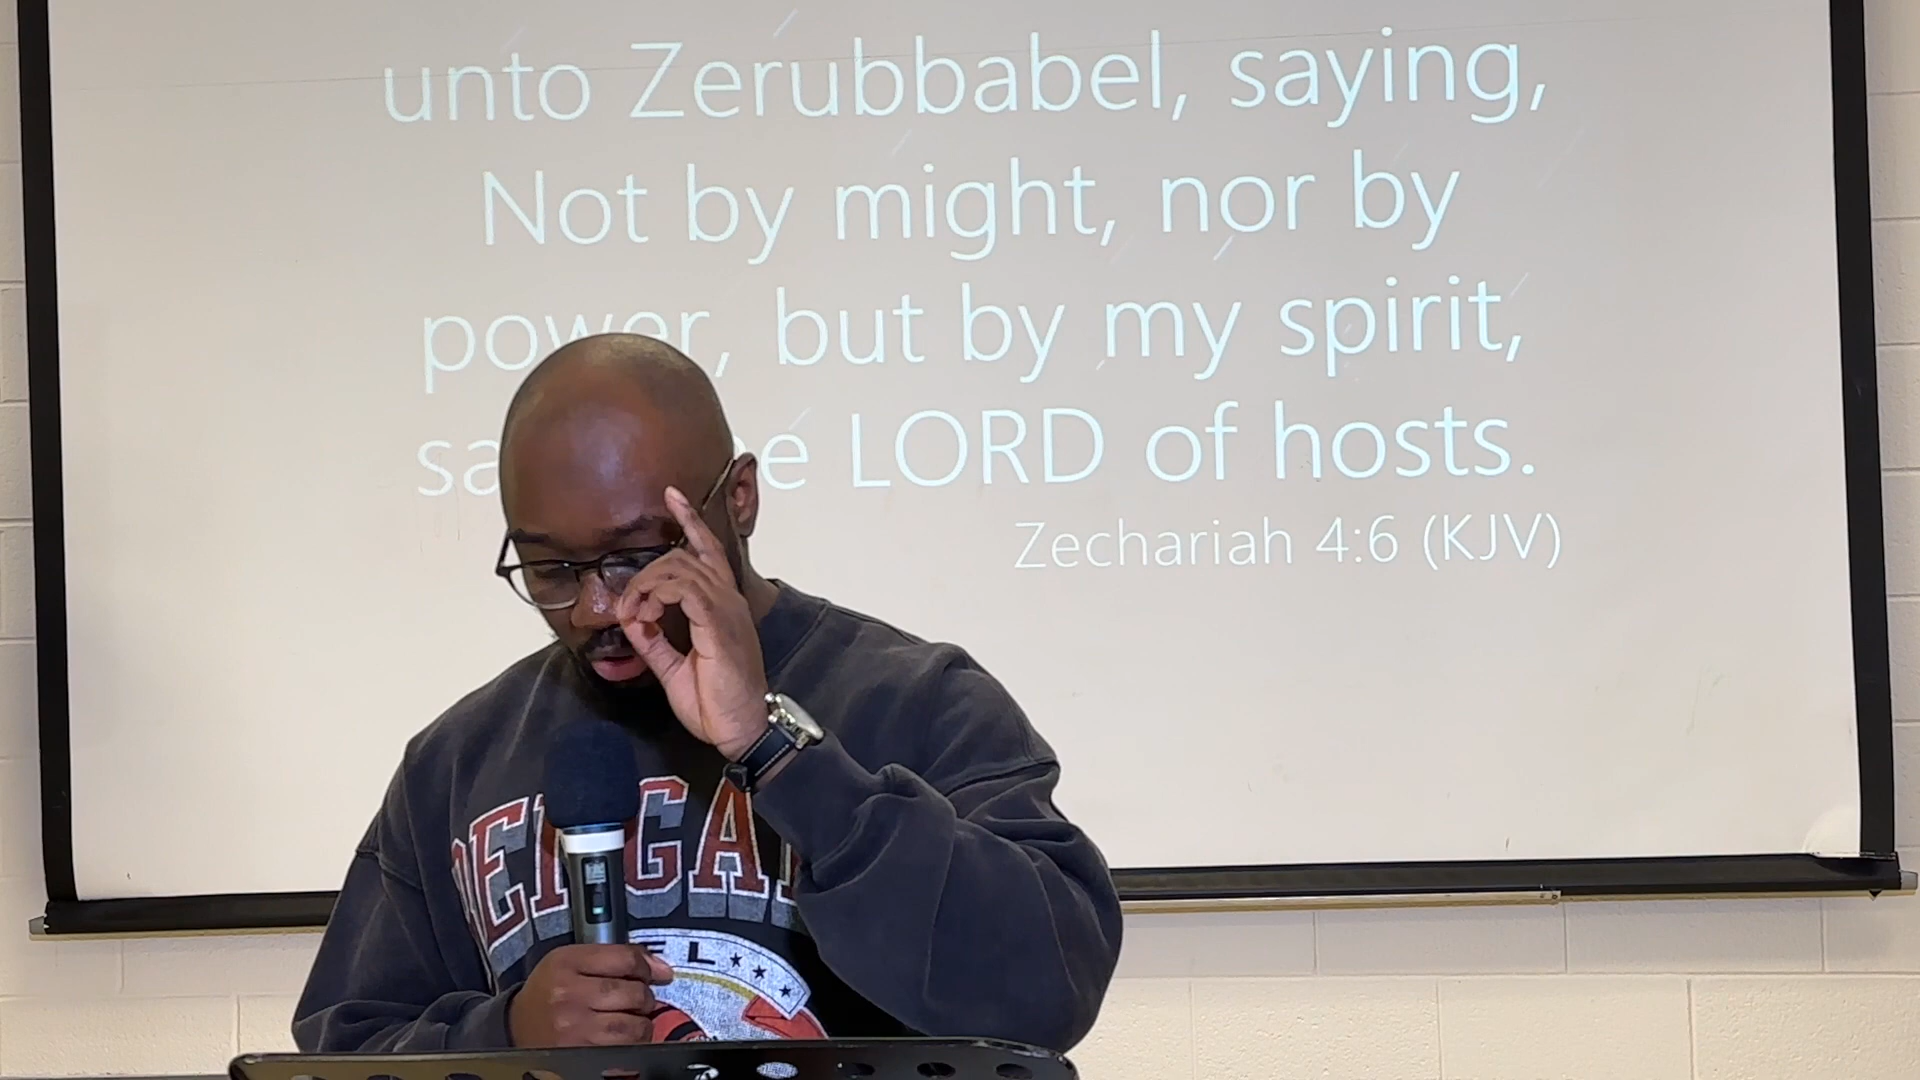 unto Zerubbabel, saying,
Not by might, nor by
power, but by my spirit,
LORD of hosts.
Zechariah 4:6 (KJV)